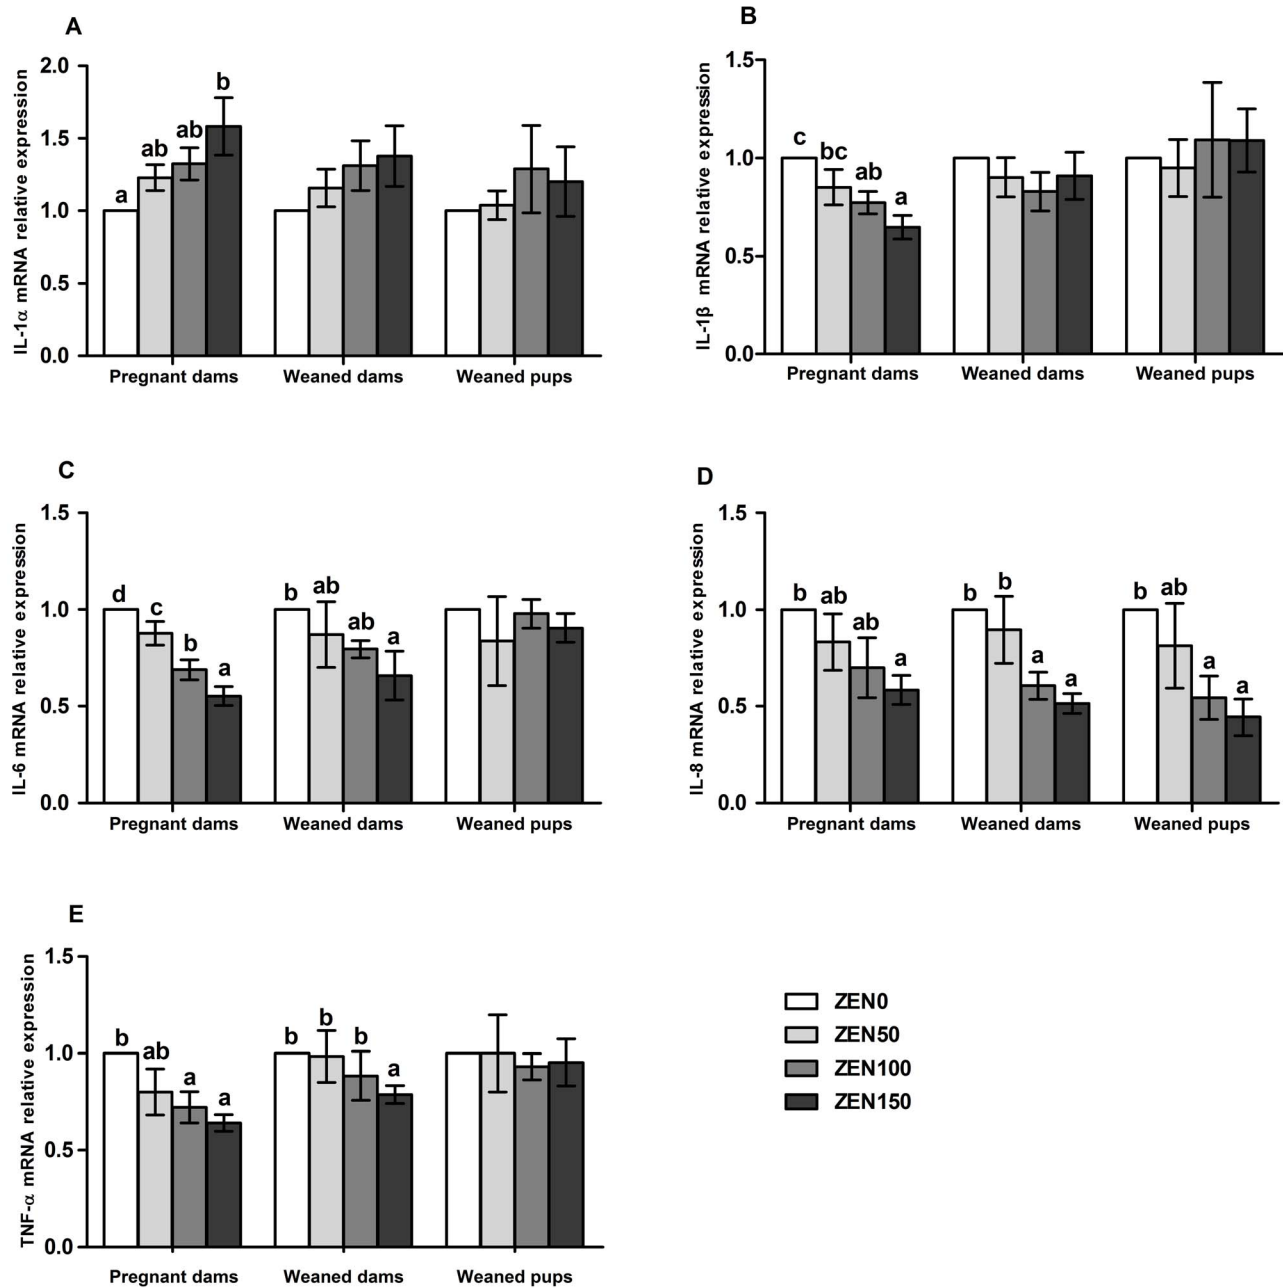 A
IL-1α mRNA relative expression
2.0
1.5
1.0
0.5
0.0
a
ab
ab
b
Pregnant dams
Weaned dams
Weaned pups
B
IL-1β mRNA relative expression
1.5
1.0
0.5
0.0
c
bc
ab
a
Pregnant dams
Weaned dams
Weaned pups
C
IL-6 mRNA relative expression
1.5
1.0
0.5
0.0
d
c
b
a
b
ab
ab
a
Pregnant dams
Weaned dams
Weaned pups
D
IL-8 mRNA relative expression
1.5
1.0
0.5
0.0
b
ab
ab
a
b
b
a
a
b
ab
a
a
Pregnant dams
Weaned dams
Weaned pups
E
TNF-α mRNA relative expression
1.5
1.0
0.5
0.0
b
ab
a
a
b
b
b
a
Pregnant dams
Weaned dams
Weaned pups
ZEN0
ZEN50
ZEN100
ZEN150